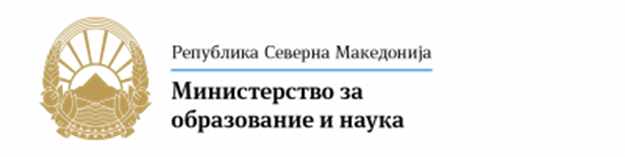 Република Северна Македонија
Министерство за
образование и наука